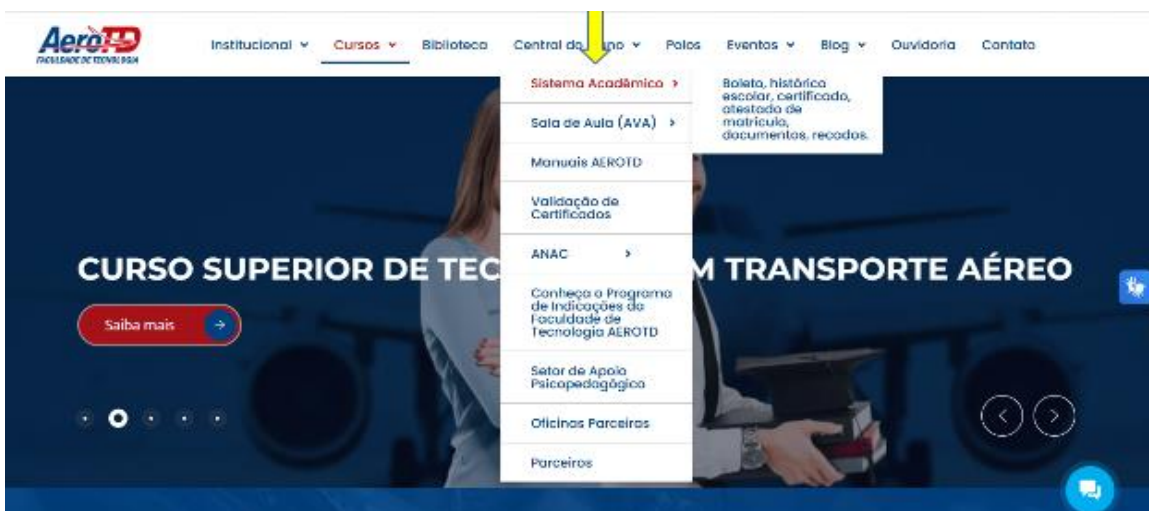 AeroTD
FACULDADE DE TECNOLOGIA
Institucional
Cursos
Biblioteca
Central do Aluno
Polos
Eventos
Blog
Ouvidoria
Contato
Sistema Acadêmico
Boleto, histórico
escolar, certificado,
atestado de
matrícula,
documentos, recados.
Sala de Aula (AVA)
Manuais AEROTD
Validação de
Certificados
ANAC
Conheça o Programa
de Indicações da
Faculdade de
Tecnologia AEROTD
Setor de Apoio
Psicopedagógico
Oficinas Parceiras
Parceiros
CURSO SUPERIOR DE TEC M TRANSPORTE AÉREO
Saiba mais